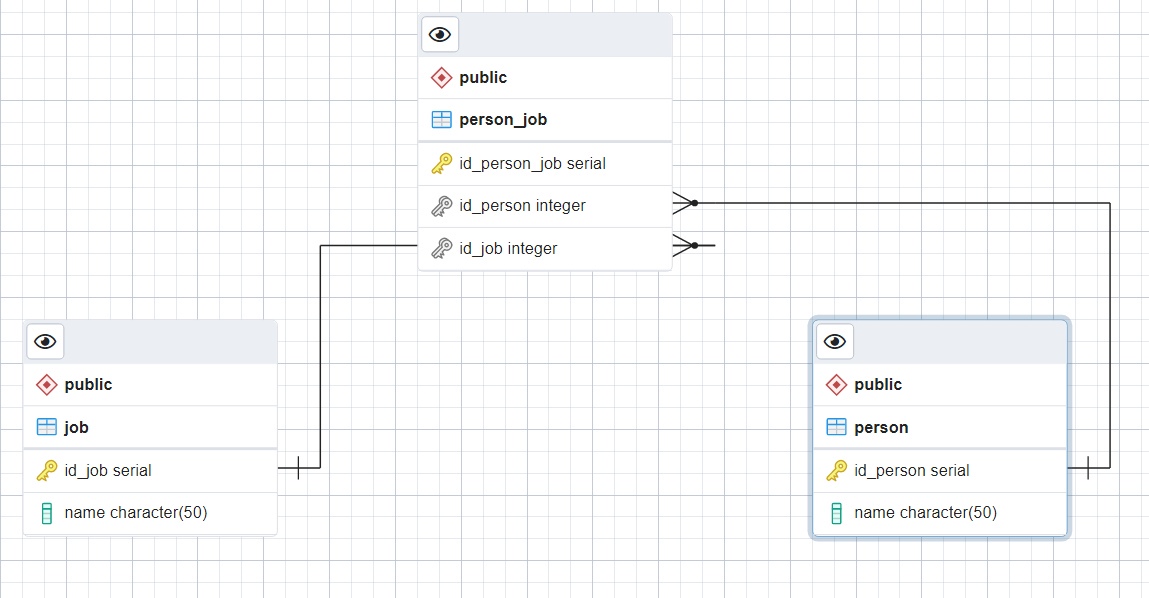 public
person_job
id_person_job serial
id_person integer
id_job integer
public
job
id_job serial
name character(50)
public
person
id_person serial
name character(50)